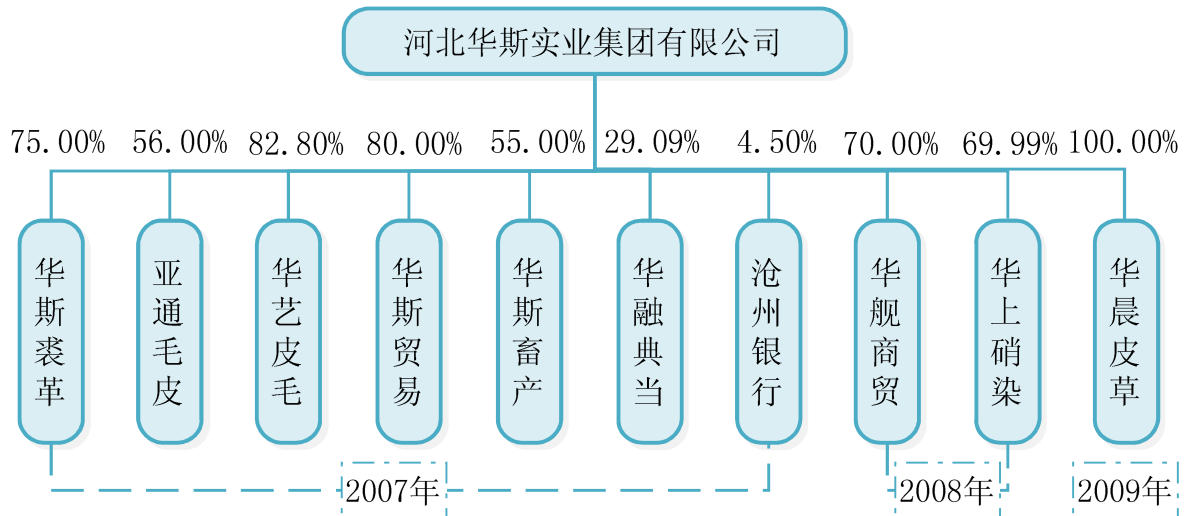 河北华斯实业集团有限公司
75.00% 56.00% 82.80% 80.00% 55.00% 29.09% 4.50% 70.00% 69.99% 100.00%
华斯裘革
亚通毛皮
华艺皮毛
华斯贸易
华斯畜产
华融典当
沧州银行
华舰商贸
华上硝染
华晨皮草
2007年
2008年
2009年